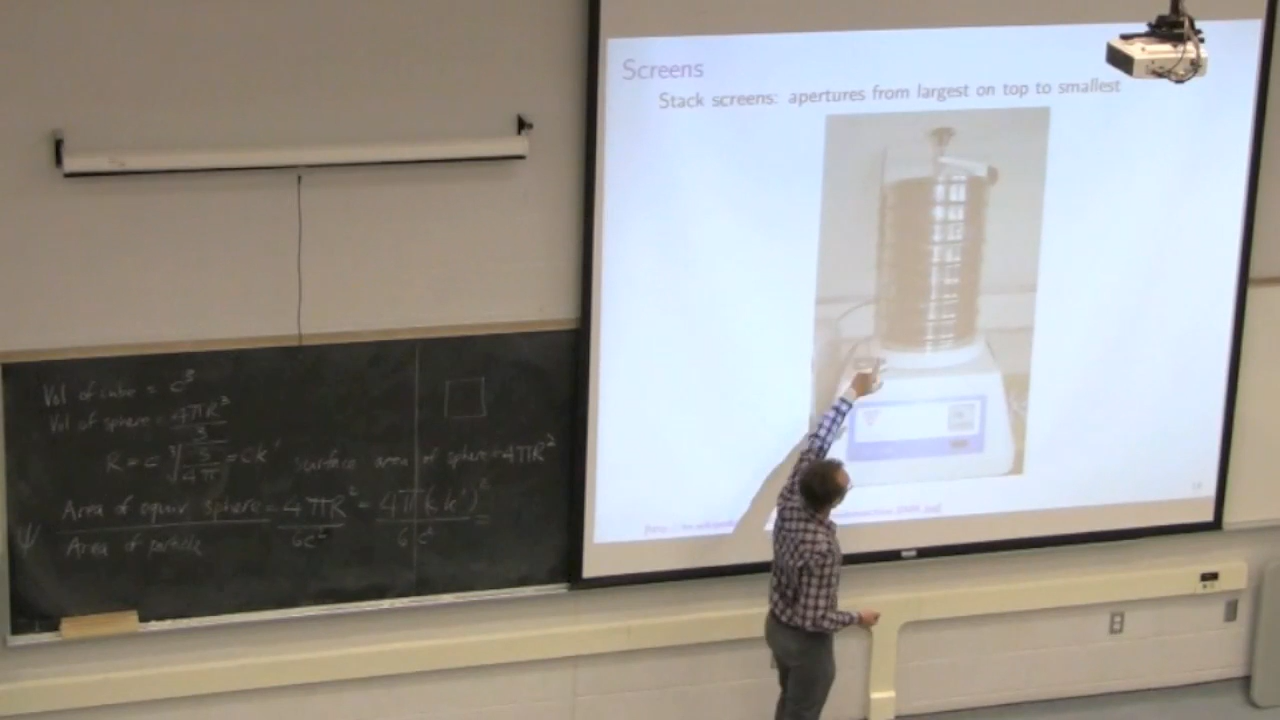 Screens
Stack screens: apertures from largest on top to smallest
Vol of cube = c³
Vol of sphere = 4πR³
3
R = c ∛ 3 = ck'
4π
surface area of sphere = 4πR²
Ψ Area of equiv sphere = 4πR² = 4π(k k')² =
Area of particle 6c² 6 c²